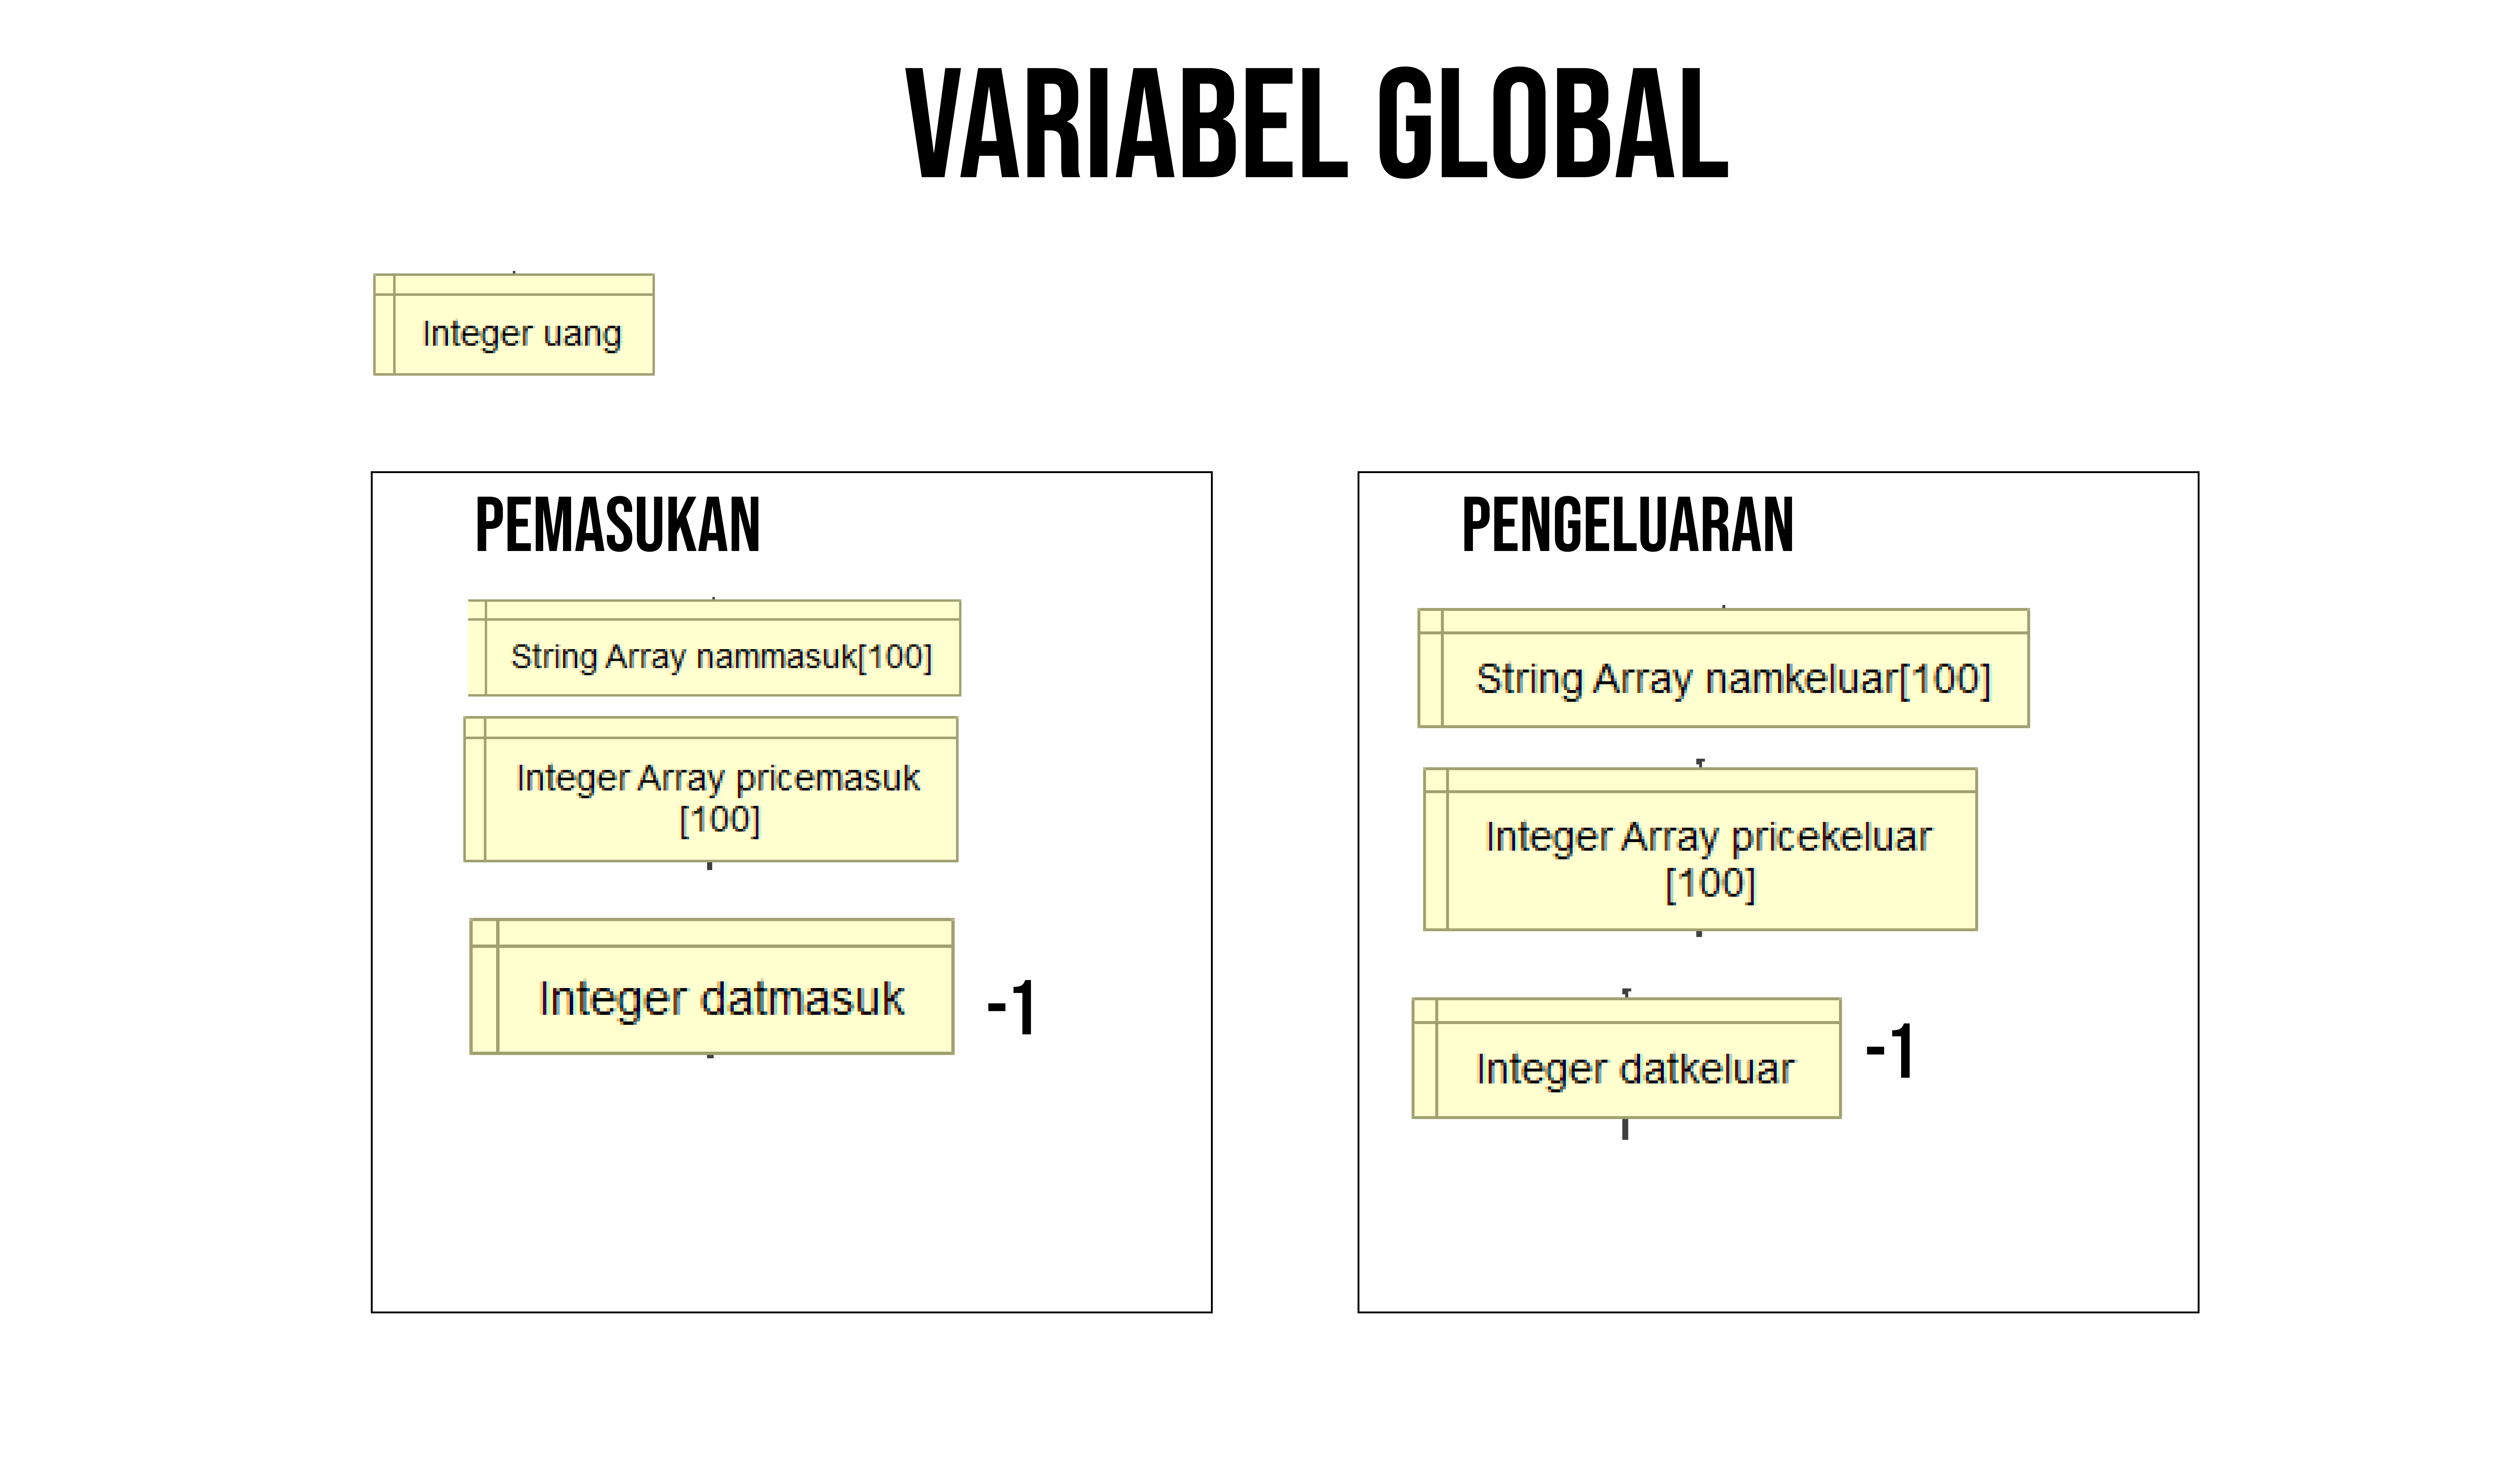 VARIABEL GLOBAL
Integer uang
PEMASUKAN
String Array nammasuk[100]
Integer Array pricemasuk
[100]
Integer datmasuk
-1
PENGELUARAN
String Array namkeluar[100]
Integer Array pricekeluar
[100]
Integer datkeluar
-1